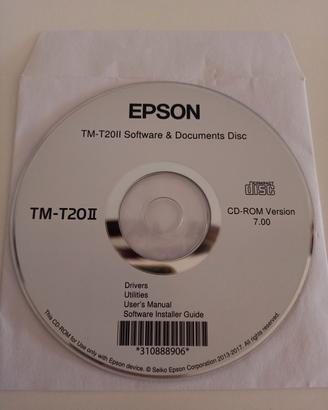 EPSON
TM-T20II Software & Documents Disc
COMPACT
disc
TM-T20II
CD-ROM Version
7.00
Drivers
Utilities
User's Manual
Software Installer Guide
*310888906*
This CD-ROM for Use only with Epson device. © Seiko Epson Corporation 2013-2017. All rights reserved.